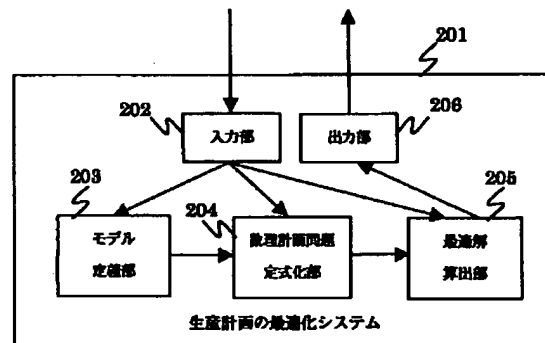 201
202
入力部
出力部
206
203
モデル
定義部
204
数理計画問題
定式化部
205
最適解
算出部
生産計画の最適化システム